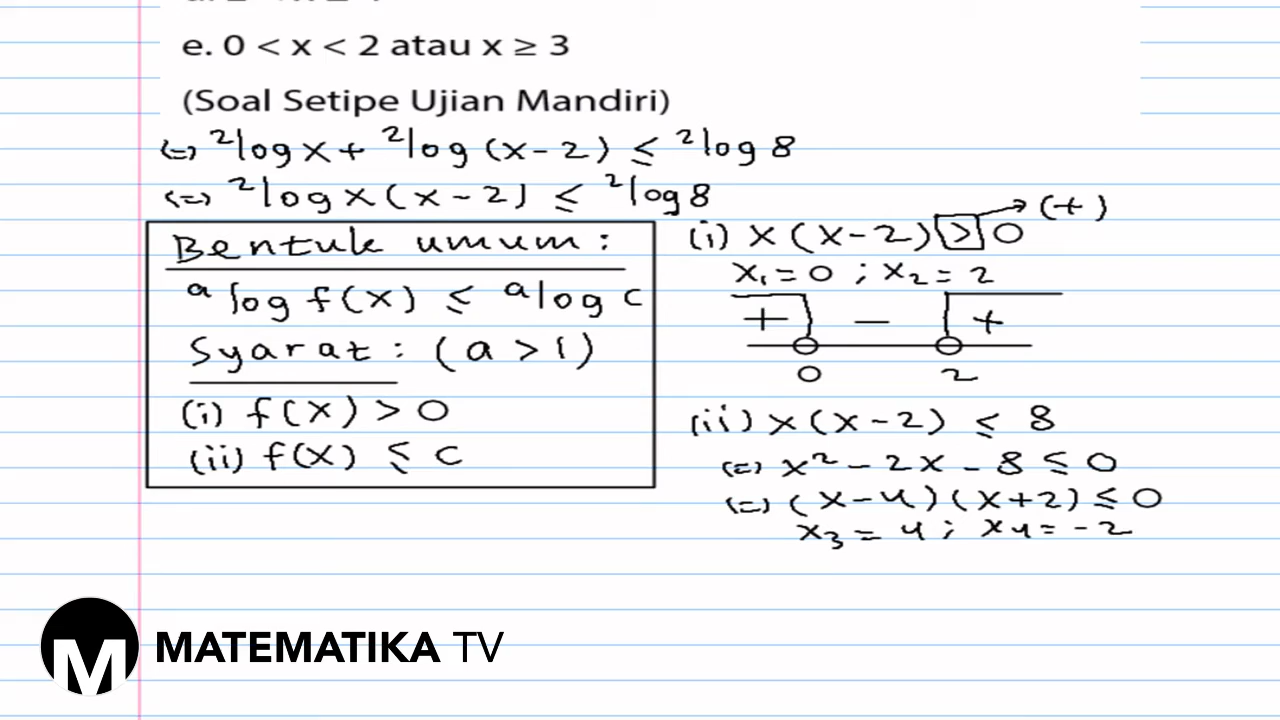 e. 0 < x < 2 atau x ≥ 3
(Soal Setipe Ujian Mandiri)
(=) ²log x + ²log (x - 2) ≤ ²log 8
(=) ²log x (x - 2) ≤ ²log 8
Bentuk umum :
ᵃlog f(x) ≤ ᵃlog c
Syarat : (a > 1)
(i) f(x) > 0
(ii) f(x) ≤ c
(i) x (x - 2) > 0 → (+)
x₁ = 0 ; x₂ = 2
+ - +
0 2
(ii) x (x - 2) ≤ 8
(=) x² - 2x - 8 ≤ 0
(=) (x - 4) (x + 2) ≤ 0
x₃ = 4 ; x₄ = -2
M MATEMATIKA TV